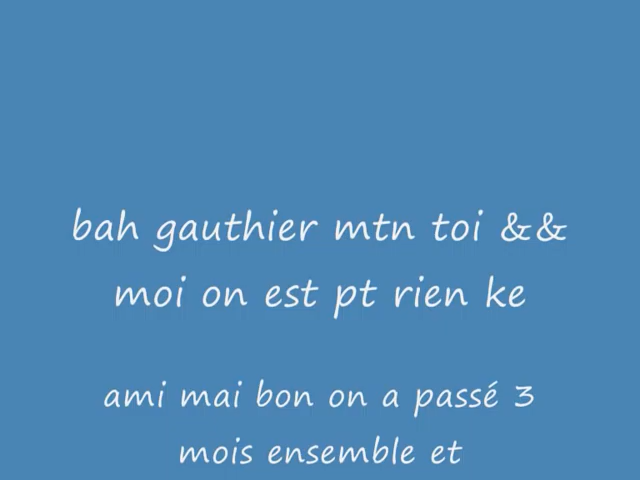 bah gauthier mtn toi &&
moi on est pt rien ke
ami mai bon on a passé 3
mois ensemble et